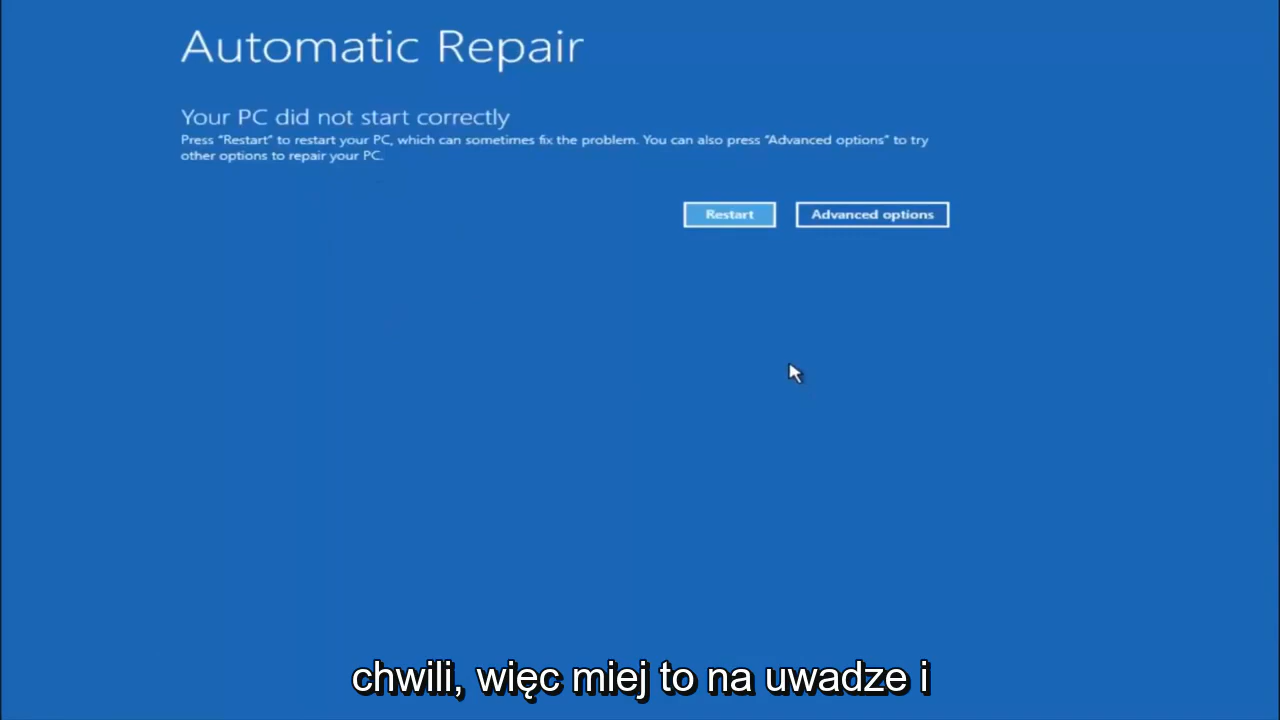 Automatic Repair
Your PC did not start correctly
Press "Restart" to restart your PC, which can sometimes fix the problem. You can also press "Advanced options" to try
other options to repair your PC.
Restart
Advanced options
chwili, więc miej to na uwadze i